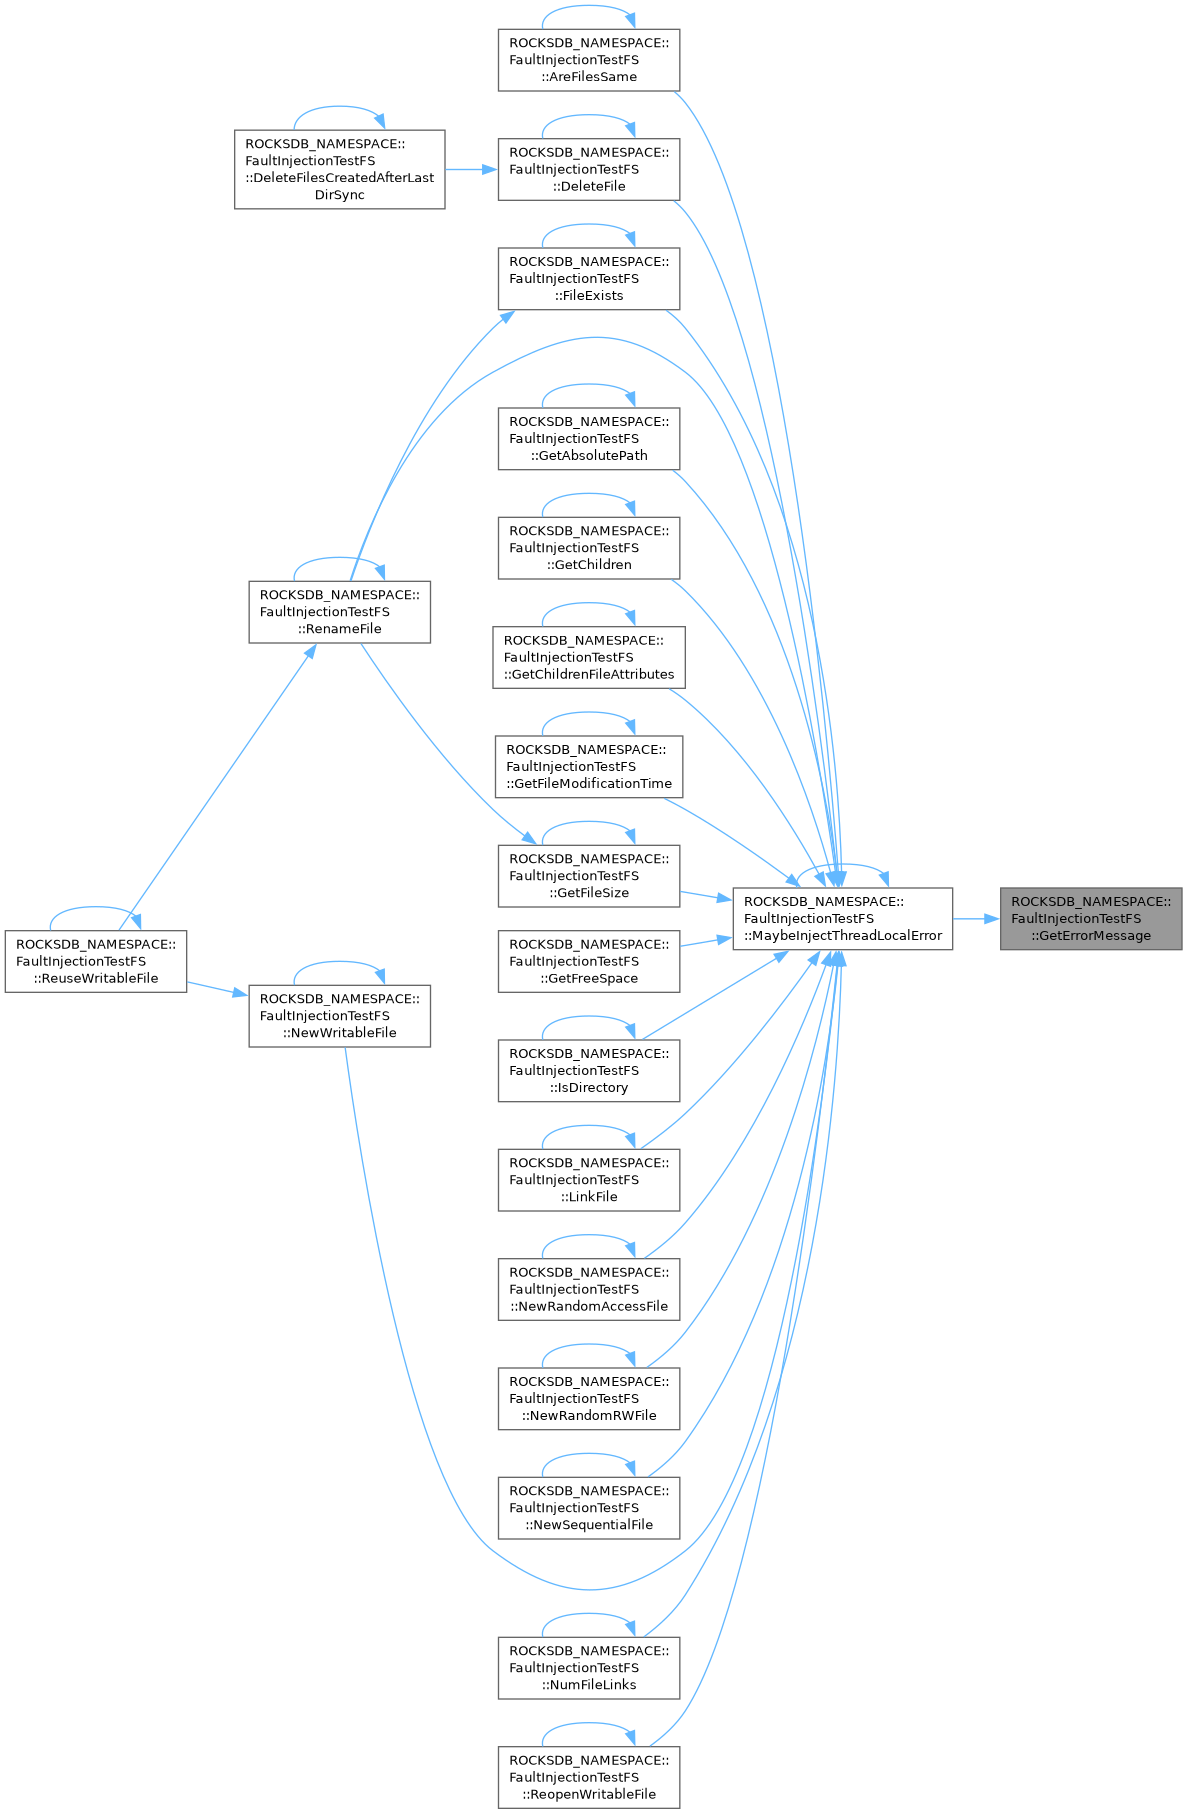 ROCKSDB_NAMESPACE::
FaultInjectionTestFS
::AreFilesSame
ROCKSDB_NAMESPACE::
FaultInjectionTestFS
::DeleteFilesCreatedAfterLast
DirSync
ROCKSDB_NAMESPACE::
FaultInjectionTestFS
::DeleteFile
ROCKSDB_NAMESPACE::
FaultInjectionTestFS
::FileExists
ROCKSDB_NAMESPACE::
FaultInjectionTestFS
::GetAbsolutePath
ROCKSDB_NAMESPACE::
FaultInjectionTestFS
::GetChildren
ROCKSDB_NAMESPACE::
FaultInjectionTestFS
::RenameFile
ROCKSDB_NAMESPACE::
FaultInjectionTestFS
::GetChildrenFileAttributes
ROCKSDB_NAMESPACE::
FaultInjectionTestFS
::GetFileModificationTime
ROCKSDB_NAMESPACE::
FaultInjectionTestFS
::GetFileSize
ROCKSDB_NAMESPACE::
FaultInjectionTestFS
::MaybeInjectThreadLocalError
ROCKSDB_NAMESPACE::
FaultInjectionTestFS
::GetErrorMessage
ROCKSDB_NAMESPACE::
FaultInjectionTestFS
::ReuseWritableFile
ROCKSDB_NAMESPACE::
FaultInjectionTestFS
::GetFreeSpace
ROCKSDB_NAMESPACE::
FaultInjectionTestFS
::NewWritableFile
ROCKSDB_NAMESPACE::
FaultInjectionTestFS
::IsDirectory
ROCKSDB_NAMESPACE::
FaultInjectionTestFS
::LinkFile
ROCKSDB_NAMESPACE::
FaultInjectionTestFS
::NewRandomAccessFile
ROCKSDB_NAMESPACE::
FaultInjectionTestFS
::NewRandomRWFile
ROCKSDB_NAMESPACE::
FaultInjectionTestFS
::NewSequentialFile
ROCKSDB_NAMESPACE::
FaultInjectionTestFS
::NumFileLinks
ROCKSDB_NAMESPACE::
FaultInjectionTestFS
::ReopenWritableFile